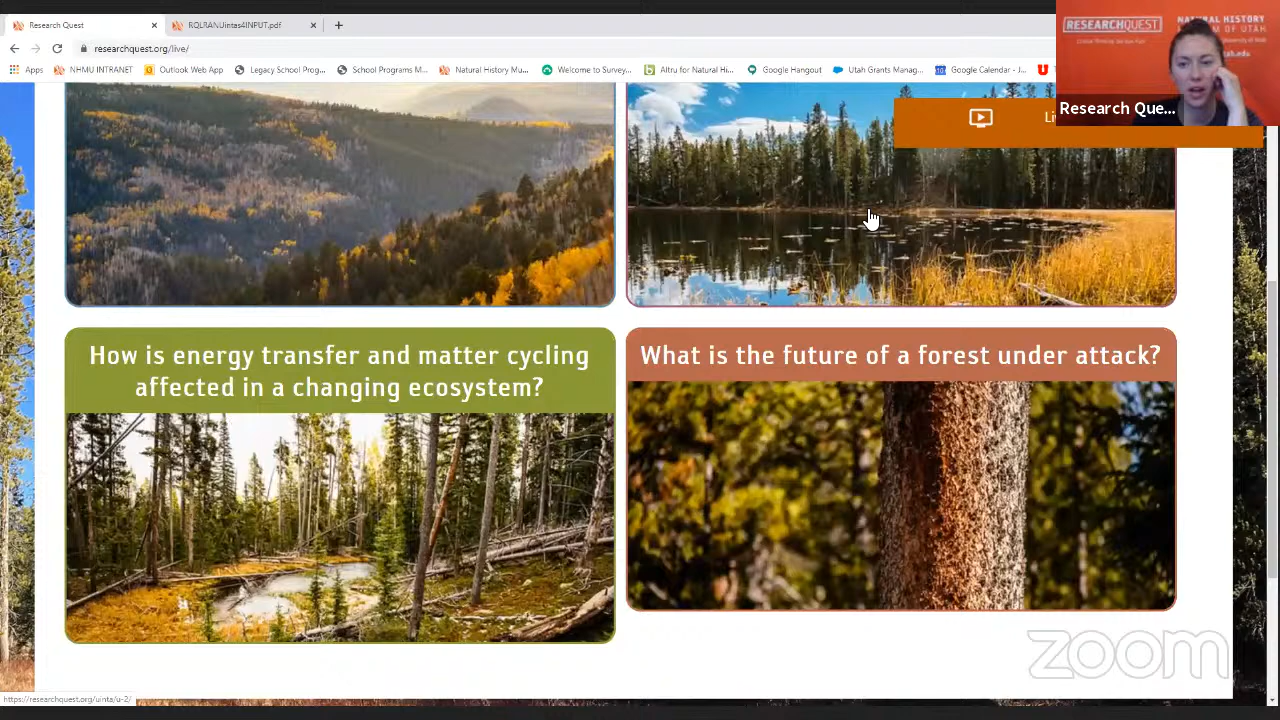 Research Quest
RQLRANUintas4INPUT.pdf
researchquest.org/live/
Apps
NHMU INTRANET
Outlook Web App
Legacy School Prog...
School Programs M...
Natural History Mu...
Welcome to Survey...
Altru for Natural Hi...
Google Hangout
Utah Grants Manag...
Google Calendar - J...
RESEARCHQUEST
NATURAL HISTORY
OF UTAH
Research Que...
How is energy transfer and matter cycling
affected in a changing ecosystem?
What is the future of a forest under attack?
zoom
https://researchquest.org/uinta/u-2/